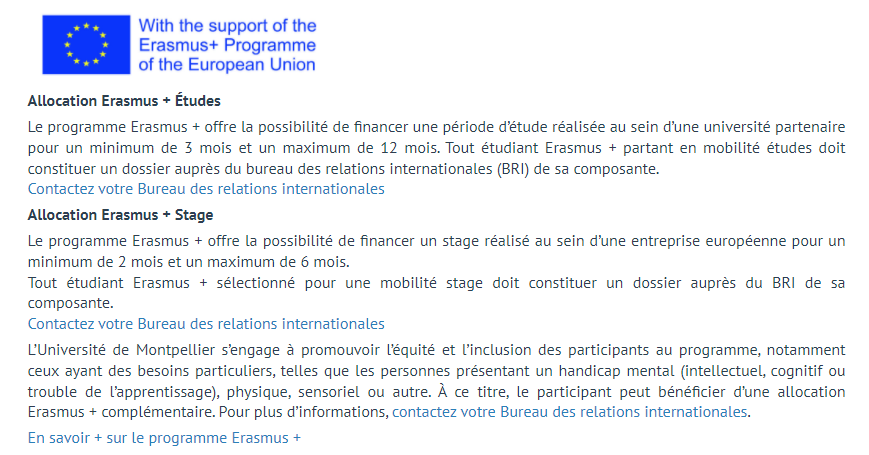 With the support of the
Erasmus+ Programme
of the European Union
Allocation Erasmus + Études
Le programme Erasmus + offre la possibilité de financer une période d’étude réalisée au sein d’une université partenaire
pour un minimum de 3 mois et un maximum de 12 mois. Tout étudiant Erasmus + partant en mobilité études doit
constituer un dossier auprès du bureau des relations internationales (BRI) de sa composante.
Contactez votre Bureau des relations internationales
Allocation Erasmus + Stage
Le programme Erasmus + offre la possibilité de financer un stage réalisé au sein d’une entreprise européenne pour un
minimum de 2 mois et un maximum de 6 mois.
Tout étudiant Erasmus + sélectionné pour une mobilité stage doit constituer un dossier auprès du BRI de sa
composante.
Contactez votre Bureau des relations internationales
L’Université de Montpellier s’engage à promouvoir l’équité et l’inclusion des participants au programme, notamment
ceux ayant des besoins particuliers, telles que les personnes présentant un handicap mental (intellectuel, cognitif ou
trouble de l’apprentissage), physique, sensoriel ou autre. À ce titre, le participant peut bénéficier d’une allocation
Erasmus + complémentaire. Pour plus d’informations, contactez votre Bureau des relations internationales.
En savoir + sur le programme Erasmus +